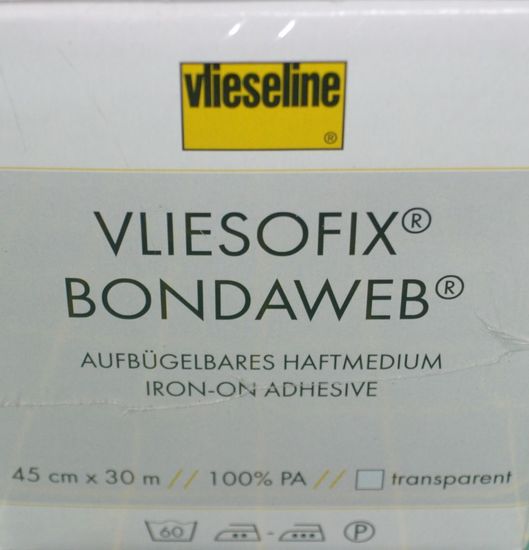 vlieseline
®
VLIESOFIX®
BONDAWEB®
AUFBÜGELBARES HAFTMEDIUM
IRON-ON ADHESIVE
45 cm x 30 m // 100% PA // transparent
60 - P